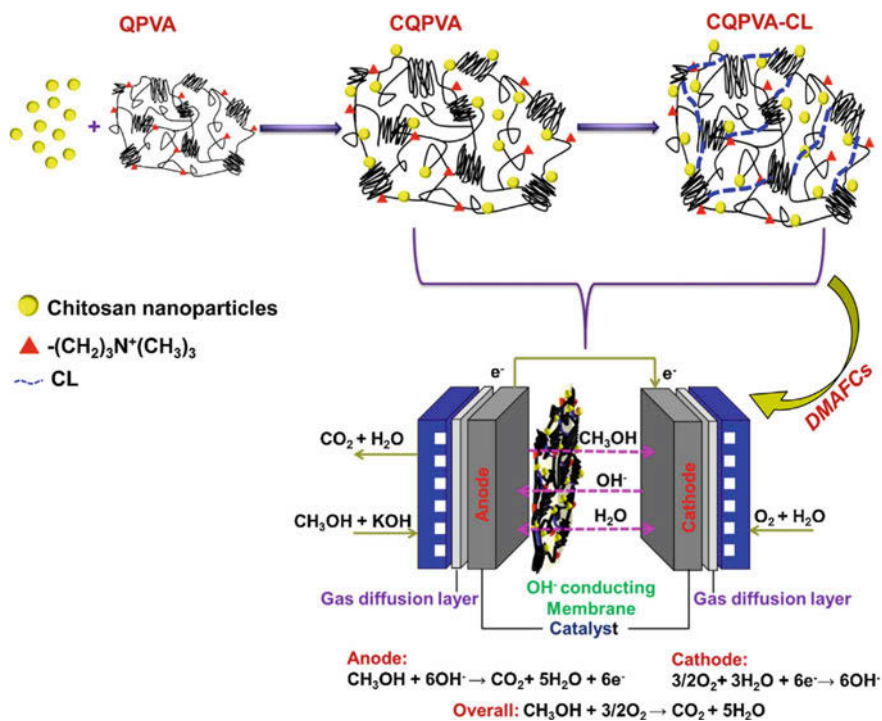 QPVA
CQPVA
CQPVA-CL
+
Chitosan nanoparticles
-(CH₂)₃N⁺(CH₃)₃
CL
DMAFCs
e⁻
e⁻
CO₂ + H₂O
CH₃OH
OH⁻
H₂O
Anode
Cathode
CH₃OH + KOH
O₂ + H₂O
Gas diffusion layer
OH⁻ conducting
Membrane
Gas diffusion layer
Catalyst
Anode:
CH₃OH + 6OH⁻ → CO₂ + 5H₂O + 6e⁻
Cathode:
3/2O₂ + 3H₂O + 6e⁻ → 6OH⁻
Overall: CH₃OH + 3/2O₂ → CO₂ + 5H₂O